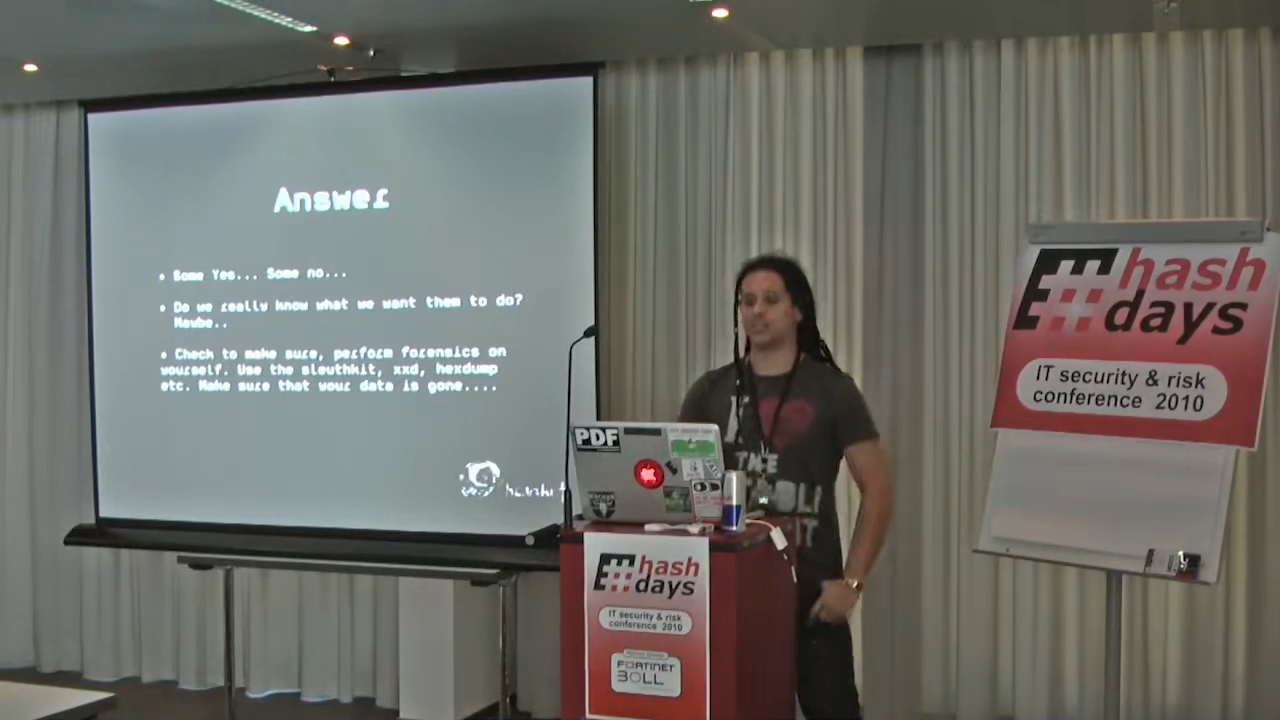 Answer
• Some Yes... Some no...
• Do we really know what we want them to do?
Maybe..
• Check to make sure, perform forensics on
yourself. Use the sleuthkit, xxd, hexdump
etc. Make sure that your data is gone....
PDF
I
THE
IT
hash
days
IT security & risk
conference 2010
FORTINET
BOLL
hash
days
IT security & risk
conference 2010